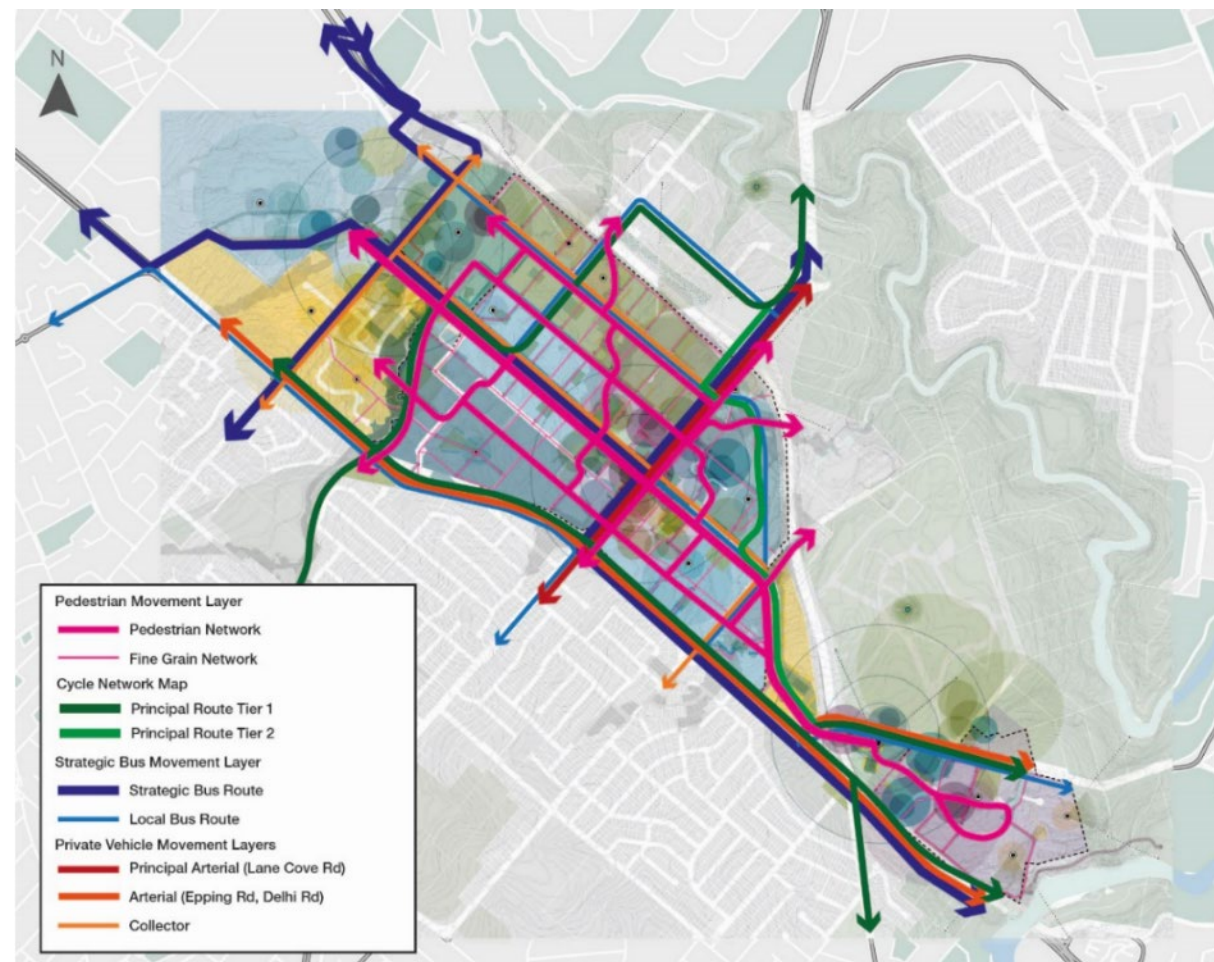 N
Pedestrian Movement Layer
Pedestrian Network
Fine Grain Network
Cycle Network Map
Principal Route Tier 1
Principal Route Tier 2
Strategic Bus Movement Layer
Strategic Bus Route
Local Bus Route
Private Vehicle Movement Layers
Principal Arterial (Lane Cove Rd)
Arterial (Epping Rd, Delhi Rd)
Collector